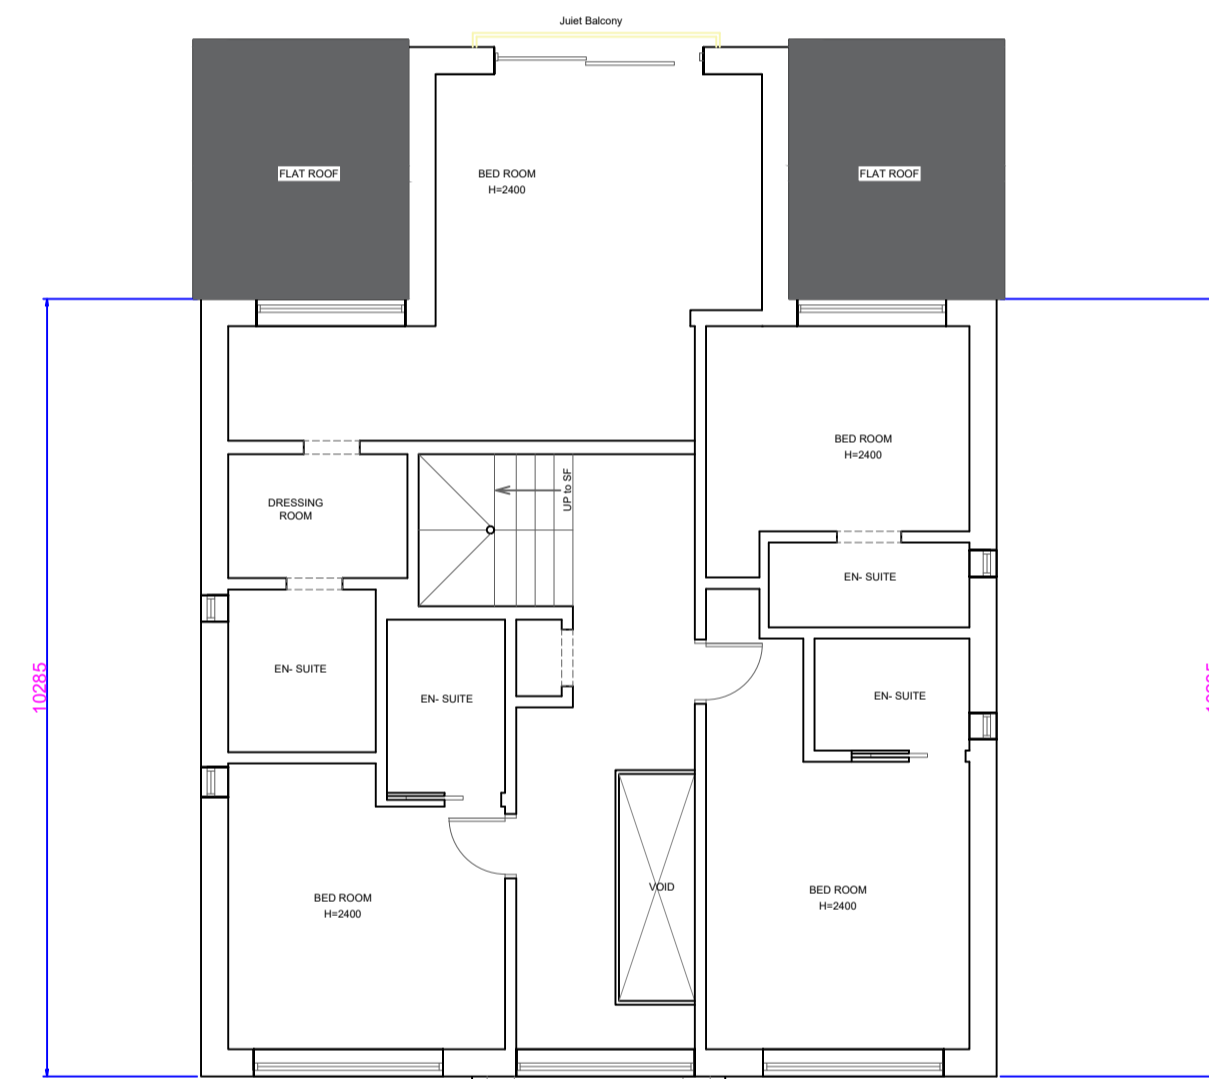 Juiet Balcony
FLAT ROOF
BED ROOM
H=2400
FLAT ROOF
BED ROOM
H=2400
UP to SF
DRESSING
ROOM
EN- SUITE
EN- SUITE
EN- SUITE
EN- SUITE
10285
VOID
BED ROOM
H=2400
BED ROOM
H=2400